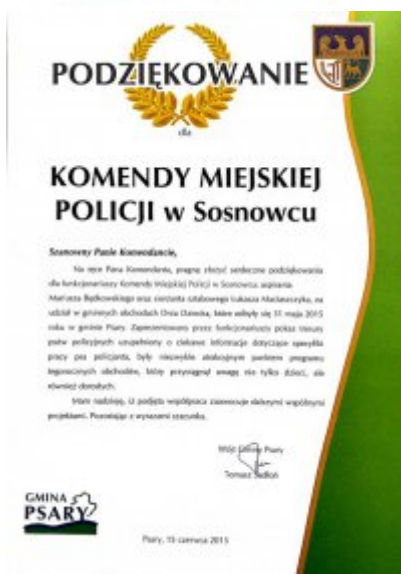 PODZIĘKOWANIE
dla
KOMENDY MIEJSKIEJ
POLICJI w Sosnowcu
Szanowny Panie Komendancie,
Na ręce Pana Komendanta, pragnę złożyć serdeczne podziękowania
dla funkcjonariuszy Komendy Miejskiej Policji w Sosnowcu aspiranta
Mariusza Będkowskiego oraz sierżanta sztabowego Łukasza Maciaszczyka, za
udział w gminnych obchodach Dnia Dziecka, które odbyły się 31 maja 2015
roku w gminie Psary. Zaprezentowany przez funkcjonariuszy pokaz tresury
psów policyjnych uzupełniony o ciekawe informacje dotyczące specyfiki
pracy psa policjanta, były niezwykle atrakcyjnym punktem programu
tegorocznych obchodów, który przyciągnął uwagę nie tylko dzieci, ale
również dorosłych.
Mam nadzieję, iż podjęta współpraca zaowocuje dalszymi wspólnymi
projektami. Pozostając z wyrazami szacunku.
Wójt Gminy Psary
Tomasz Sadłoń
GMINA
PSARY
Psary, 15 czerwca 2015